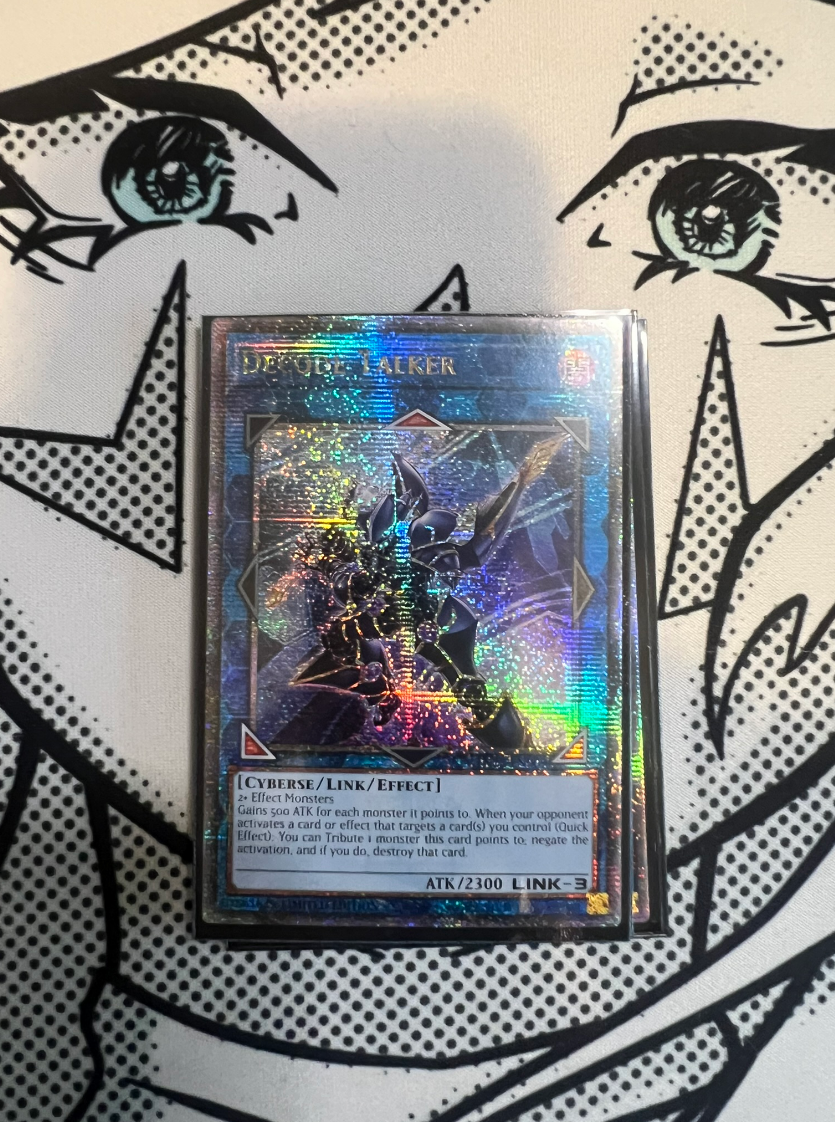 DECODE TALKER
[CYBERSE/LINK/EFFECT]
2+ Effect Monsters
Gains 500 ATK for each monster it points to. When your opponent
activates a card or effect that targets a card(s) you control (Quick
Effect): You can Tribute 1 monster this card points to; negate the
activation, and if you do, destroy that card.
ATK/2300 LINK-3
LIMITED EDITION